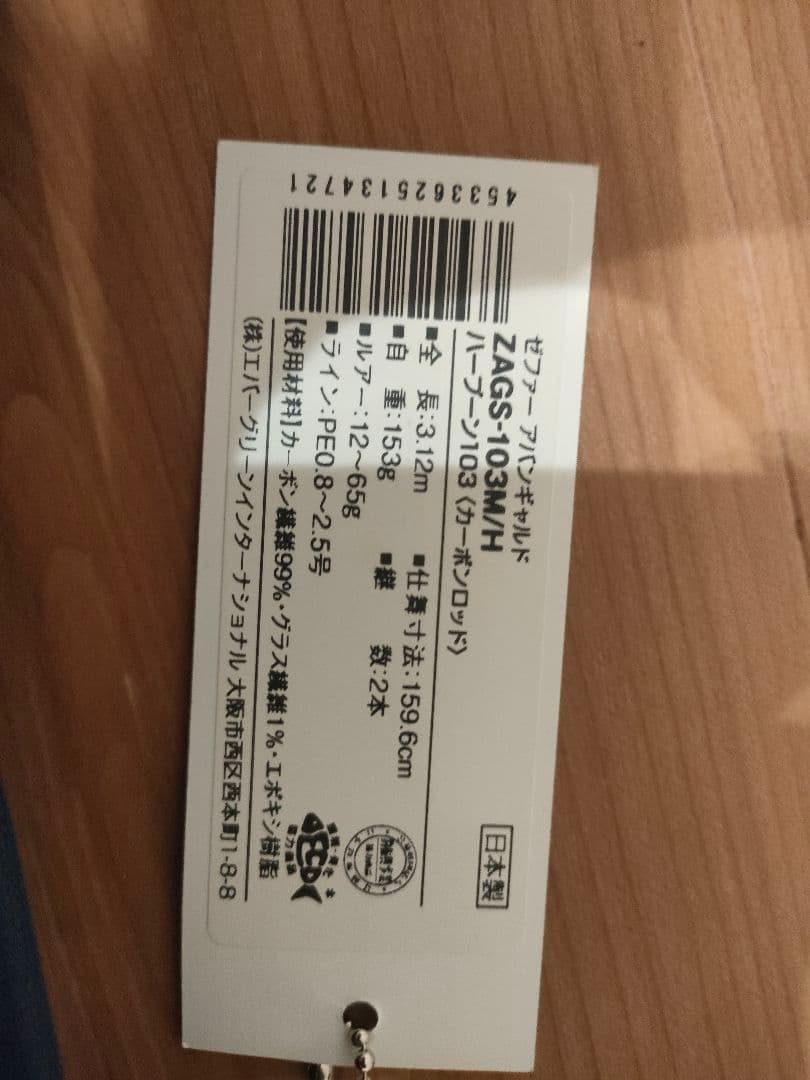 4533625134721
ゼファー アバンギャルド
ZAGS-103M/H
ハープーン103〈カーボンロッド〉
日本製
■全 長:3.12m ■仕舞寸法:159.6cm
■自 重:153g ■継 数:2本
■ルアー:12～65g
■ライン:PE0.8～2.5号
【使用材料】カーボン繊維99%・グラス繊維1%・エポキシ樹脂
(株)エバーグリーンインターナショナル 大阪市西区西本町1-8-8